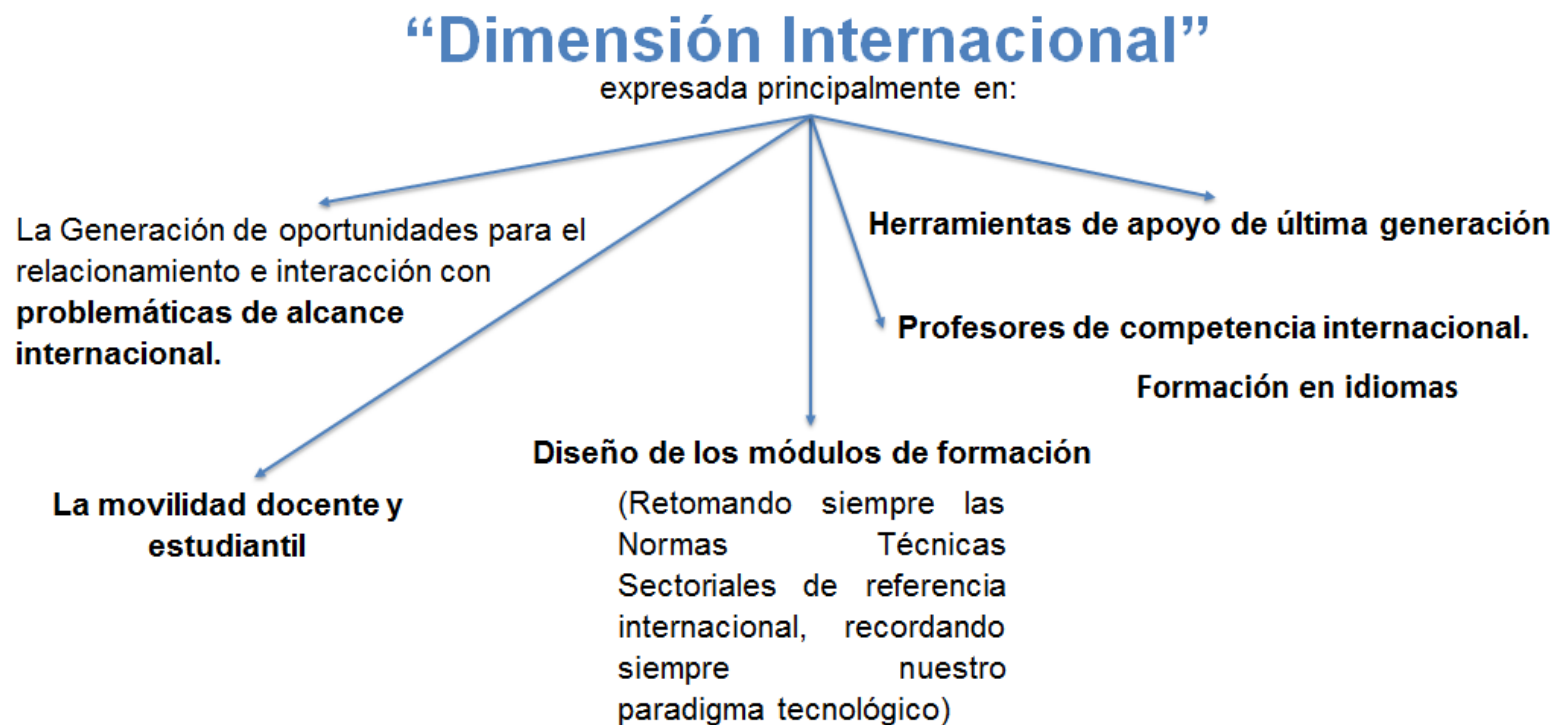 “Dimensión Internacional”
expresada principalmente en:
La Generación de oportunidades para el
relacionamiento e interacción con
problemáticas de alcance
internacional.
Herramientas de apoyo de última generación
Profesores de competencia internacional.
Formación en idiomas
La movilidad docente y
estudiantil
Diseño de los módulos de formación
(Retomando siempre las
Normas Técnicas
Sectoriales de referencia
internacional, recordando
siempre nuestro
paradigma tecnológico)